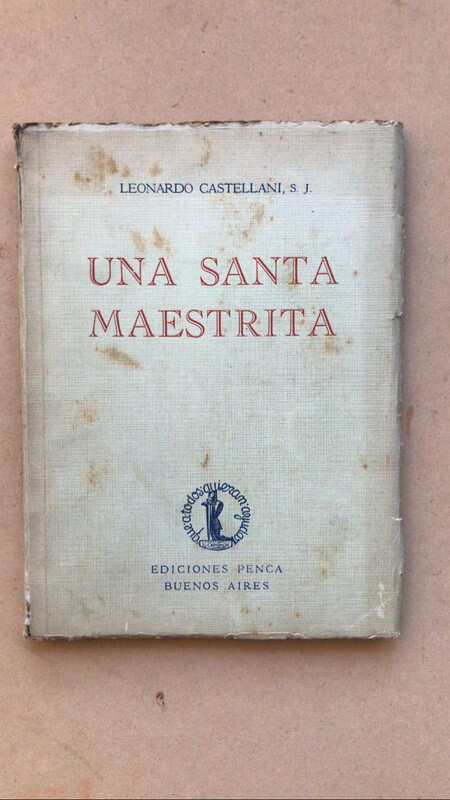 LEONARDO CASTELLANI, S. J.
UNA SANTA
MAESTRITA
EDICIONES PENCA
BUENOS AIRES